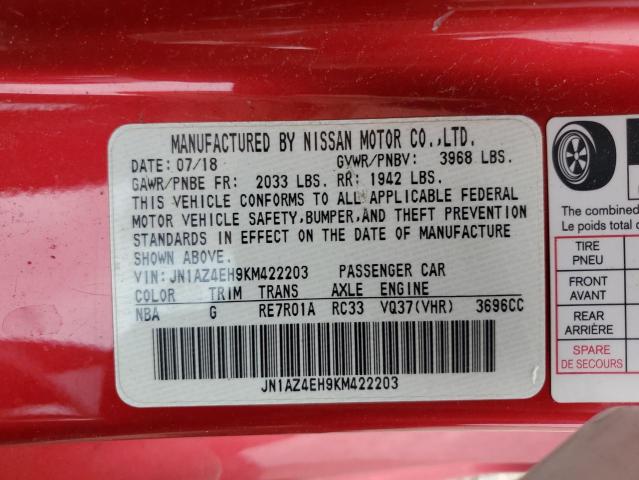 MANUFACTURED BY NISSAN MOTOR CO.,LTD.
DATE: 07/18 GVWR/PNBV: 3968 LBS.
GAWR/PNBE FR: 2033 LBS. RR: 1942 LBS.
THIS VEHICLE CONFORMS TO ALL APPLICABLE FEDERAL
MOTOR VEHICLE SAFETY,BUMPER,AND THEFT PREVENTION
STANDARDS IN EFFECT ON THE DATE OF MANUFACTURE
SHOWN ABOVE.
VIN: JN1AZ4EH9KM422203 PASSENGER CAR
COLOR TRIM TRANS AXLE ENGINE
NBA G RE7R01A RC33 VQ37(VHR) 3696CC
JN1AZ4EH9KM422203
The combined
Le poids total
TIRE
PNEU
FRONT
AVANT
REAR
ARRIÈRE
SPARE
DE SECOURS